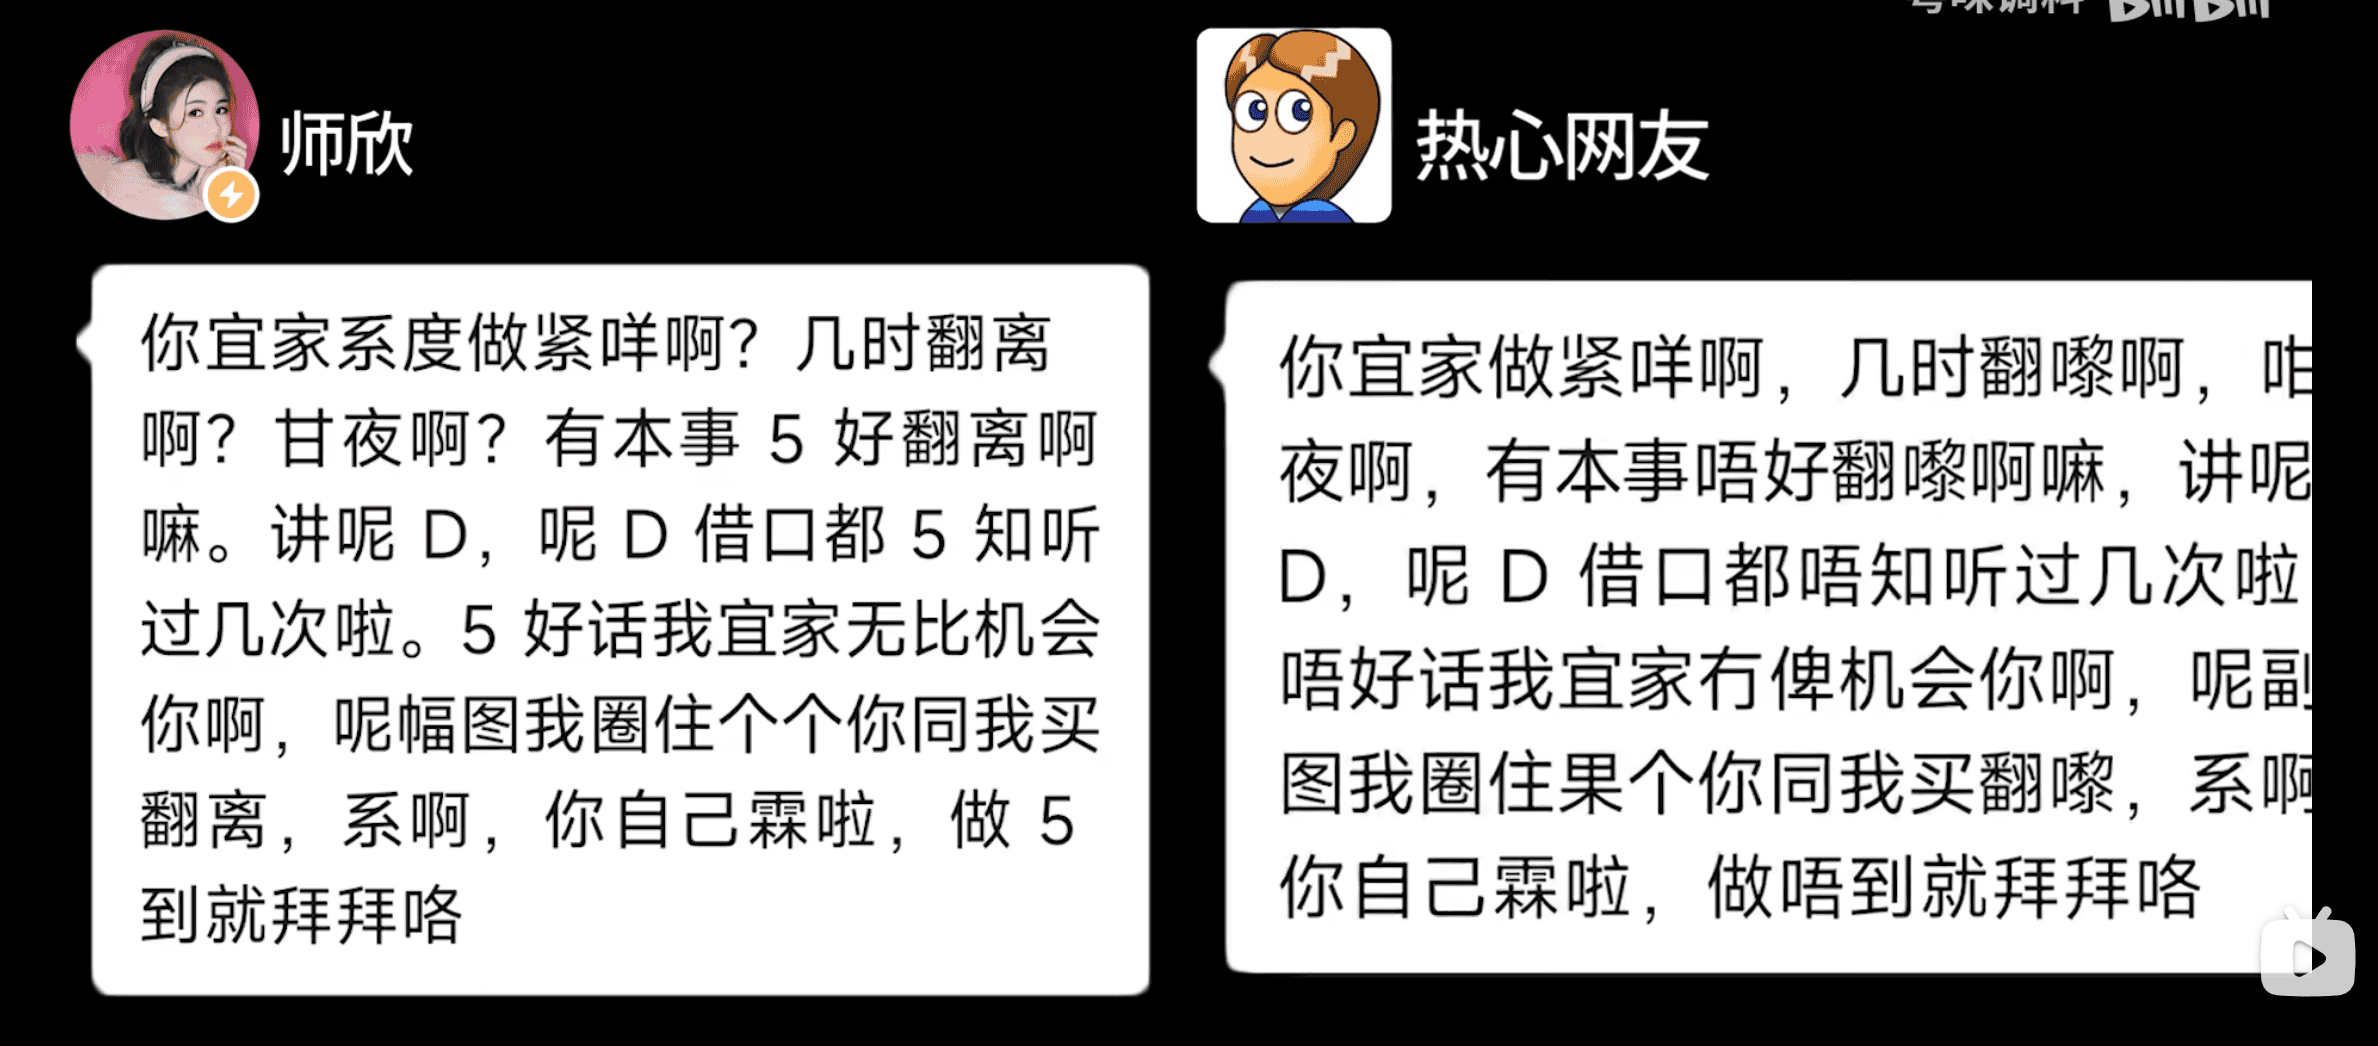 粤味调料 bilibili
师欣
你宜家系度做紧咩啊？几时翻离
啊？甘夜啊？有本事 5 好翻离啊
嘛。讲呢 D，呢 D 借口都 5 知听
过几次啦。5 好话我宜家无比机会
你啊，呢幅图我圈住个个你同我买
翻离，系啊，你自己霖啦，做 5
到就拜拜咯
热心网友
你宜家做紧咩啊，几时翻嚟啊，咁
夜啊，有本事唔好翻嚟啊嘛，讲呢
D，呢 D 借口都唔知听过几次啦
唔好话我宜家冇俾机会你啊，呢副
图我圈住果个你同我买翻嚟，系啊
你自己霖啦，做唔到就拜拜咯